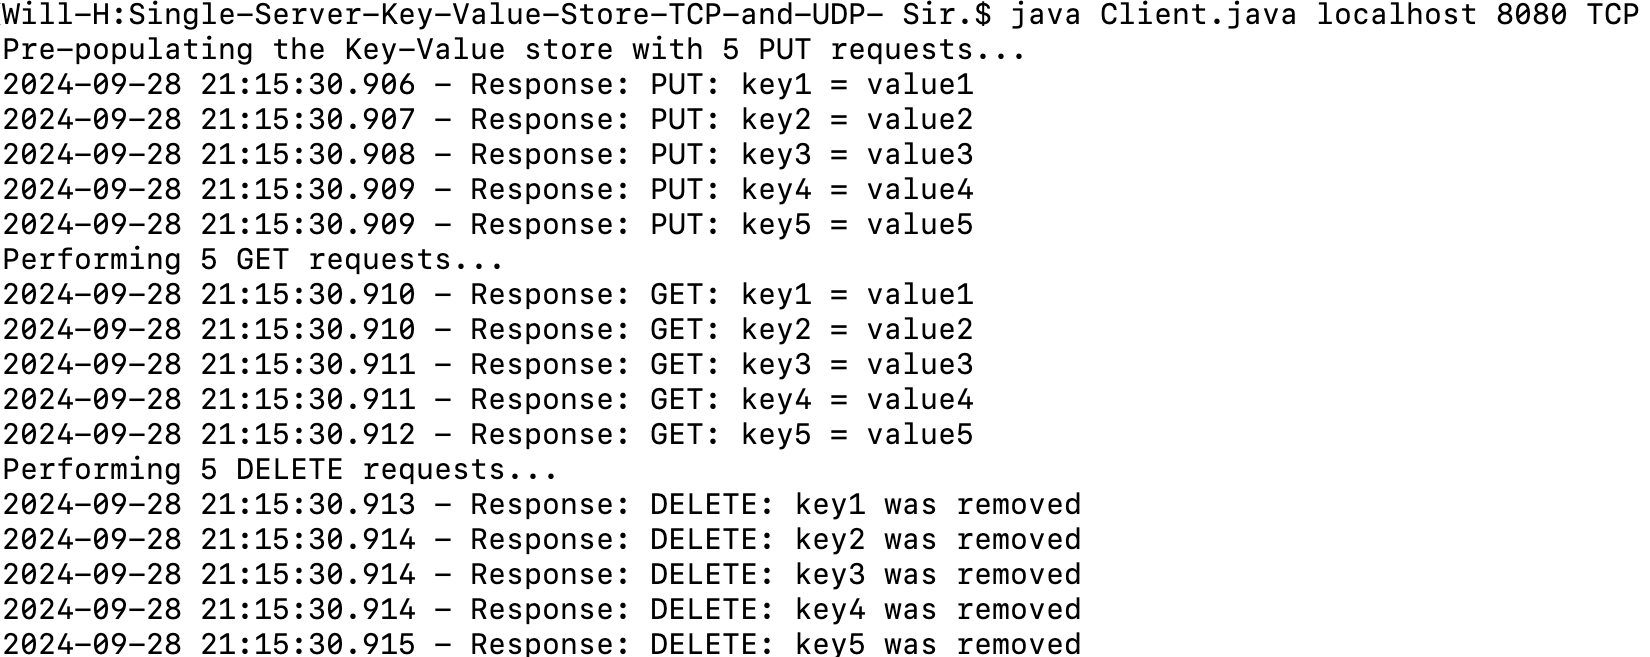 Will-H:Single-Server-Key-Value-Store-TCP-and-UDP- Sir.$ java Client.java localhost 8080 TCP
Pre-populating the Key-Value store with 5 PUT requests...
2024-09-28 21:15:30.906 - Response: PUT: key1 = value1
2024-09-28 21:15:30.907 - Response: PUT: key2 = value2
2024-09-28 21:15:30.908 - Response: PUT: key3 = value3
2024-09-28 21:15:30.909 - Response: PUT: key4 = value4
2024-09-28 21:15:30.909 - Response: PUT: key5 = value5
Performing 5 GET requests...
2024-09-28 21:15:30.910 - Response: GET: key1 = value1
2024-09-28 21:15:30.910 - Response: GET: key2 = value2
2024-09-28 21:15:30.911 - Response: GET: key3 = value3
2024-09-28 21:15:30.911 - Response: GET: key4 = value4
2024-09-28 21:15:30.912 - Response: GET: key5 = value5
Performing 5 DELETE requests...
2024-09-28 21:15:30.913 - Response: DELETE: key1 was removed
2024-09-28 21:15:30.914 - Response: DELETE: key2 was removed
2024-09-28 21:15:30.914 - Response: DELETE: key3 was removed
2024-09-28 21:15:30.914 - Response: DELETE: key4 was removed
2024-09-28 21:15:30.915 - Response: DELETE: key5 was removed